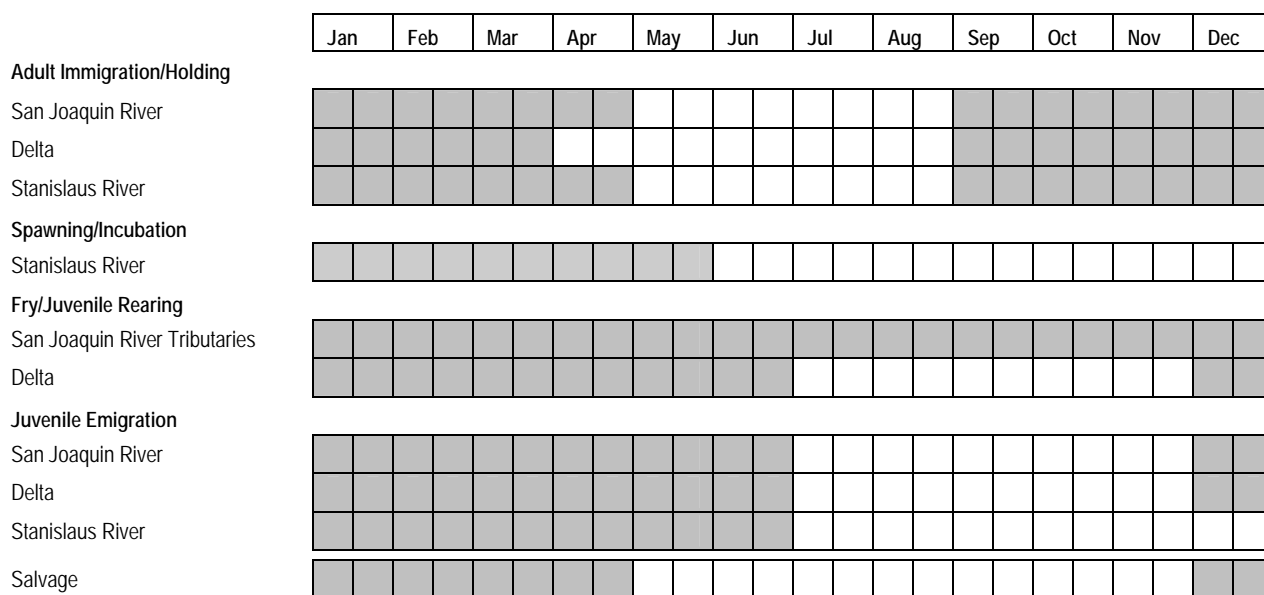 Jan Feb Mar Apr May Jun Jul Aug Sep Oct Nov Dec
Adult Immigration/Holding
San Joaquin River
Delta
Stanislaus River
Spawning/Incubation
Stanislaus River
Fry/Juvenile Rearing
San Joaquin River Tributaries
Delta
Juvenile Emigration
San Joaquin River
Delta
Stanislaus River
Salvage